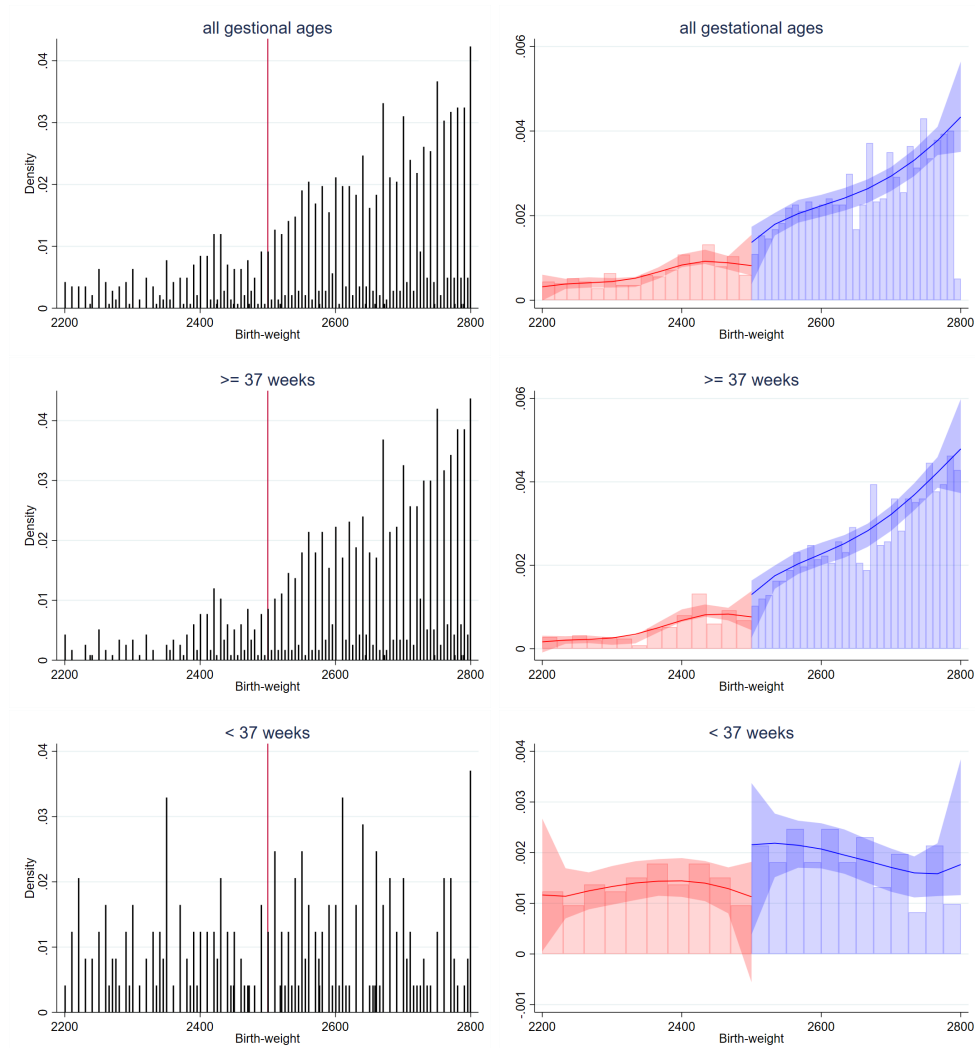 all gestional ages
Density
.04
.03
.02
.01
0
2200 2400 2600 2800
Birth-weight
all gestational ages
.006
.004
.002
0
2200 2400 2600 2800
Birth-weight
>= 37 weeks
Density
.04
.03
.02
.01
0
2200 2400 2600 2800
Birth-weight
>= 37 weeks
.006
.004
.002
0
2200 2400 2600 2800
Birth-weight
< 37 weeks
Density
.04
.03
.02
.01
0
2200 2400 2600 2800
Birth-weight
< 37 weeks
.004
.003
.002
.001
0
-.001
2200 2400 2600 2800
Birth-weight